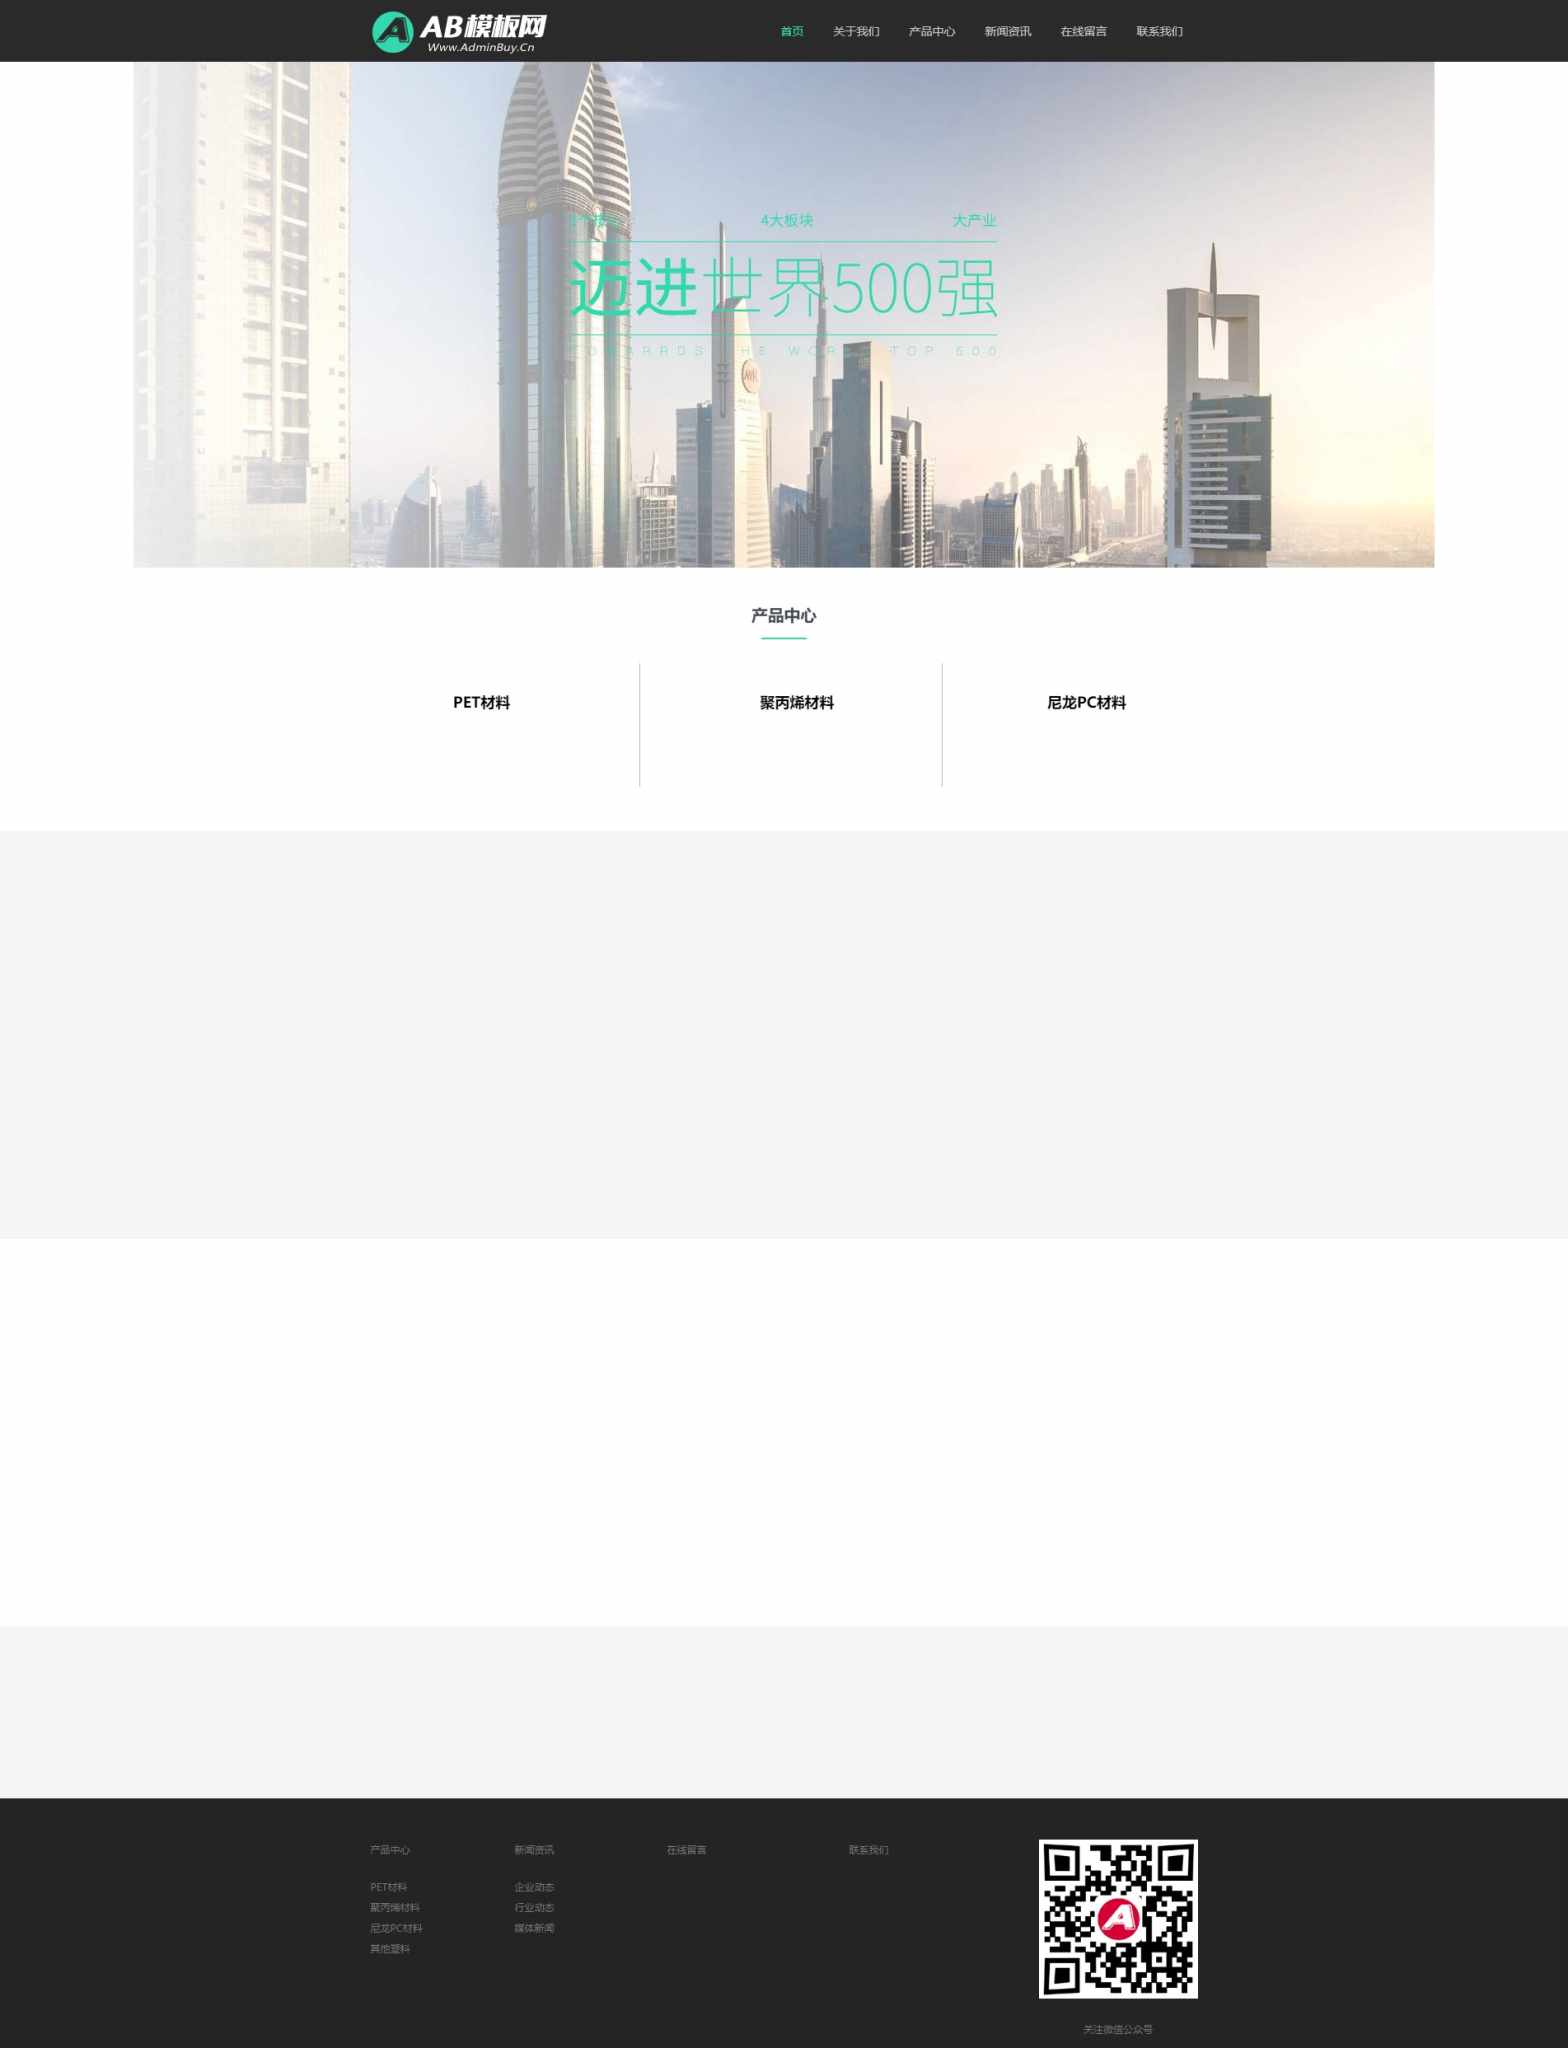 AB模板网
Www.AdminBuy.Cn
首页 关于我们 产品中心 新闻资讯 在线留言 联系我们
4大板块 大产业
迈进世界500强
TOP 500
产品中心
PET材料 聚丙烯材料 尼龙PC材料
产品中心 新闻资讯 在线留言 联系我们
PET材料 企业动态
聚丙烯材料 行业动态
尼龙PC材料 媒体新闻
其他塑料
关注微信公众号